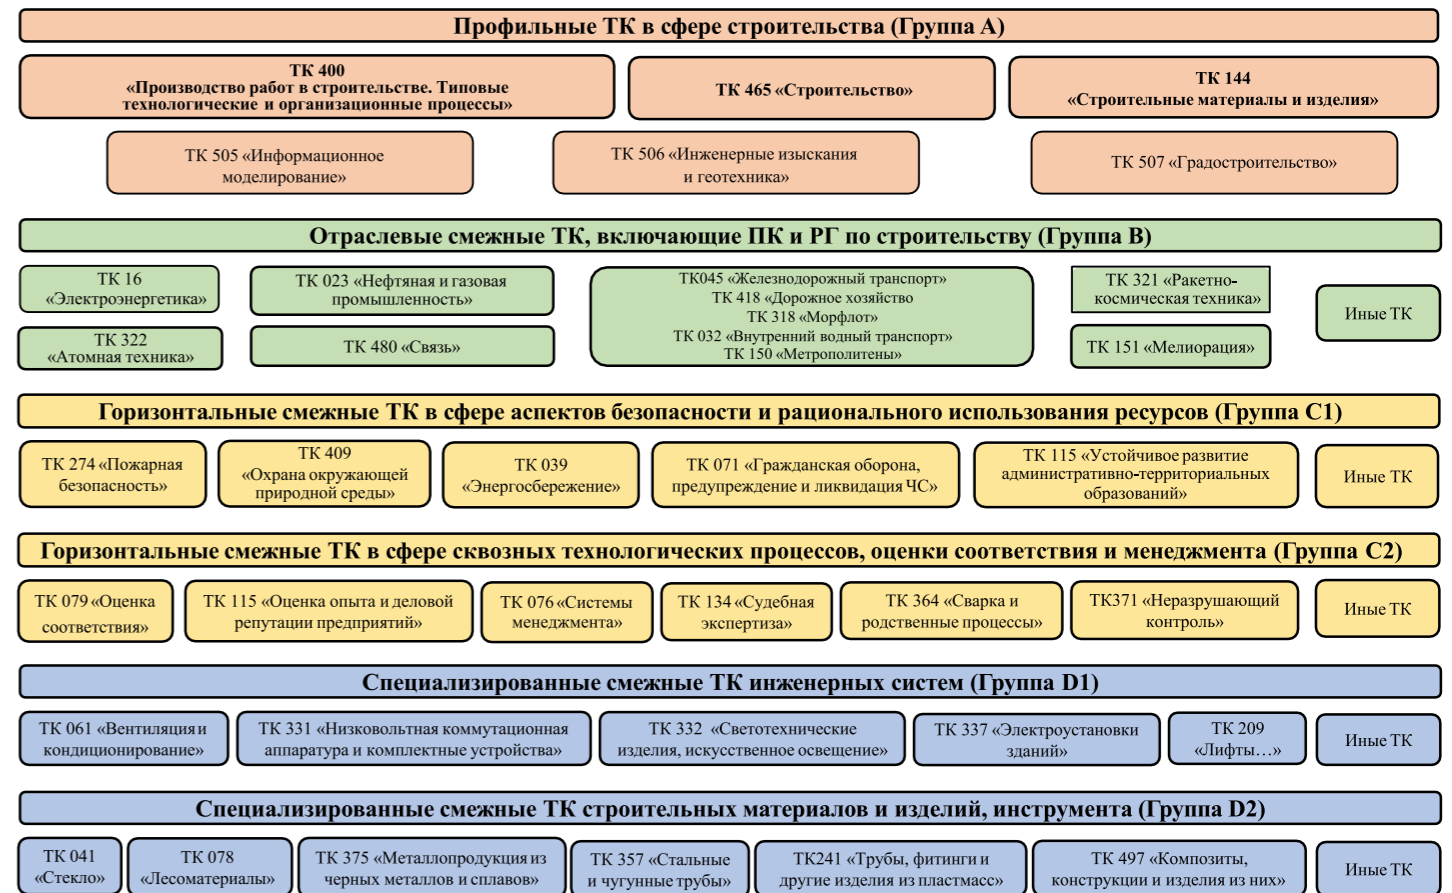 Профильные ТК в сфере строительства (Группа А)
ТК 400
«Производство работ в строительстве. Типовые
технологические и организационные процессы»
ТК 465 «Строительство»
ТК 144
«Строительные материалы и изделия»
ТК 505 «Информационное
моделирование»
ТК 506 «Инженерные изыскания
и геотехника»
ТК 507 «Градостроительство»
Отраслевые смежные ТК, включающие ПК и РГ по строительству (Группа В)
ТК 16
«Электроэнергетика»
ТК 023 «Нефтяная и газовая
промышленность»
ТК045 «Железнодорожный транспорт»
ТК 418 «Дорожное хозяйство
ТК 318 «Морфлот»
ТК 032 «Внутренний водный транспорт»
ТК 150 «Метрополитены»
ТК 321 «Ракетно-
космическая техника»
Иные ТК
ТК 322
«Атомная техника»
ТК 480 «Связь»
ТК 151 «Мелиорация»
Горизонтальные смежные ТК в сфере аспектов безопасности и рационального использования ресурсов (Группа С1)
ТК 274 «Пожарная
безопасность»
ТК 409
«Охрана окружающей
природной среды»
ТК 039
«Энергосбережение»
ТК 071 «Гражданская оборона,
предупреждение и ликвидация ЧС»
ТК 115 «Устойчивое развитие
административно-территориальных
образований»
Иные ТК
Горизонтальные смежные ТК в сфере сквозных технологических процессов, оценки соответствия и менеджмента (Группа С2)
ТК 079 «Оценка
соответствия»
ТК 115 «Оценка опыта и деловой
репутации предприятий»
ТК 076 «Системы
менеджмента»
ТК 134 «Судебная
экспертиза»
ТК 364 «Сварка и
родственные процессы»
ТК371 «Неразрушающий
контроль»
Иные ТК
Специализированные смежные ТК инженерных систем (Группа D1)
ТК 061 «Вентиляция и
кондиционирование»
ТК 331 «Низковольтная коммутационная
аппаратура и комплектные устройства»
ТК 332 «Светотехнические
изделия, искусственное освещение»
ТК 337 «Электроустановки
зданий»
ТК 209
«Лифты…»
Иные ТК
Специализированные смежные ТК строительных материалов и изделий, инструмента (Группа D2)
ТК 041
«Стекло»
ТК 078
«Лесоматериалы»
ТК 375 «Металлопродукция из
черных металлов и сплавов»
ТК 357 «Стальные
и чугунные трубы»
ТК241 «Трубы, фитинги и
другие изделия из пластмасс»
ТК 497 «Композиты,
конструкции и изделия из них»
Иные ТК